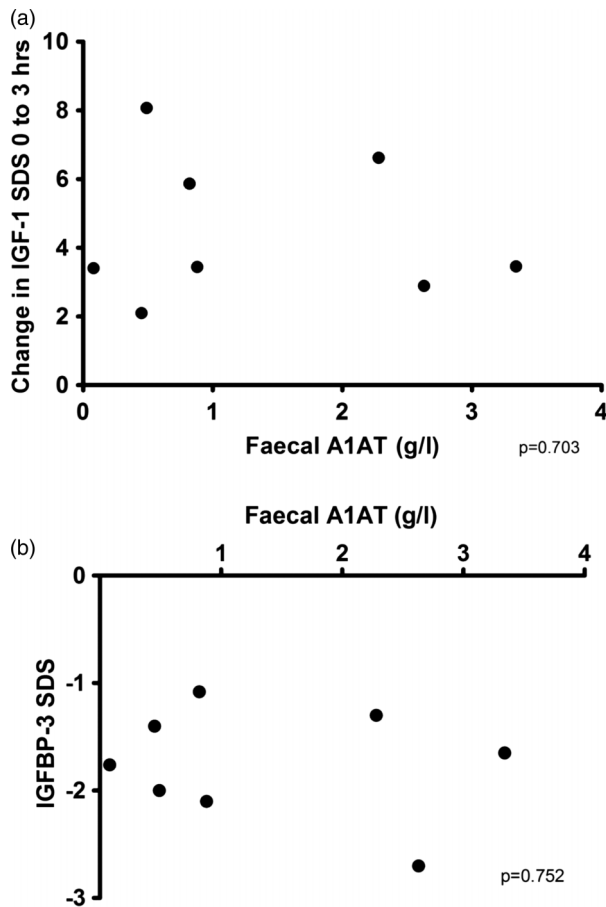 (a)
10
8
6
4
2
0
Change in IGF-1 SDS 0 to 3 hrs
0 1 2 3 4
Faecal A1AT (g/l)
p=0.703
Faecal A1AT (g/l)
(b)
1 2 3 4
0
-1
-2
-3
IGFBP-3 SDS
p=0.752